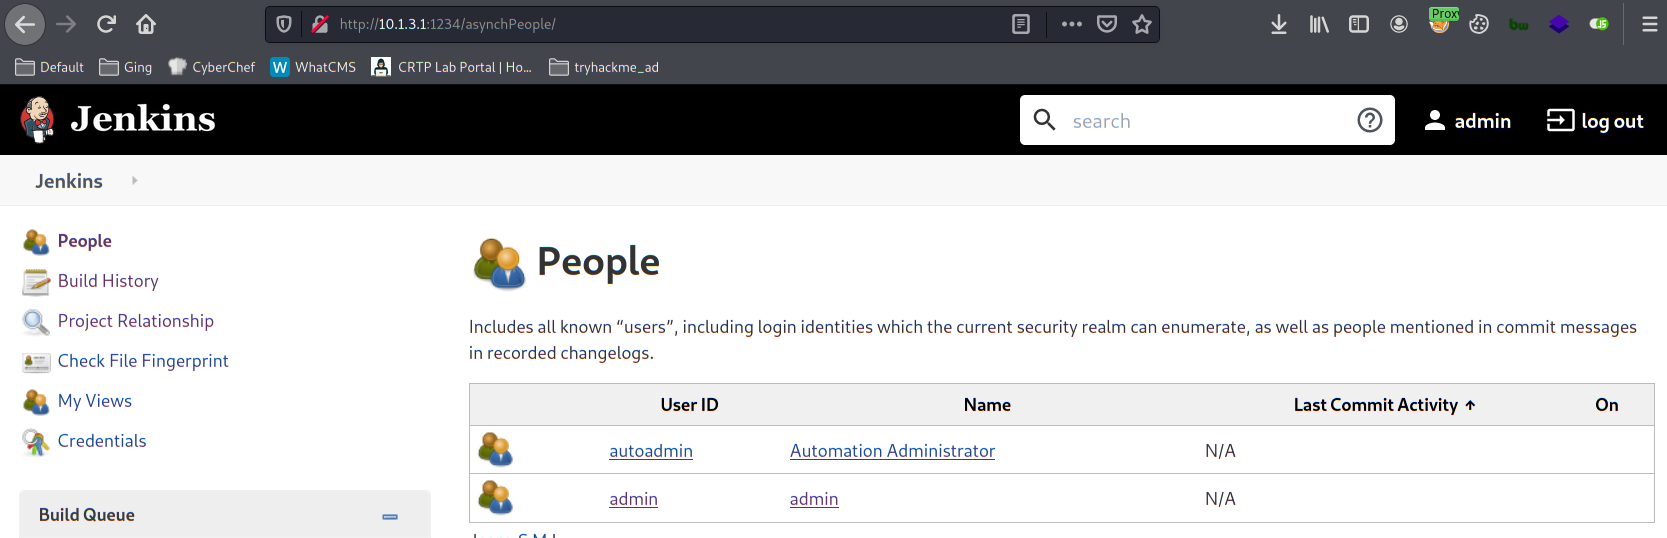 http://10.1.3.1:1234/asynchPeople/
Prox
bw
JS
Default Ging CyberChef W WhatCMS CRTP Lab Portal | Ho... tryhackme_ad
Jenkins search admin log out
Jenkins
People
Build History
Project Relationship
Check File Fingerprint
My Views
Credentials
Build Queue
People
Includes all known “users”, including login identities which the current security realm can enumerate, as well as people mentioned in commit messages
in recorded changelogs.
User ID Name Last Commit Activity ↑ On
autoadmin Automation Administrator N/A
admin admin N/A